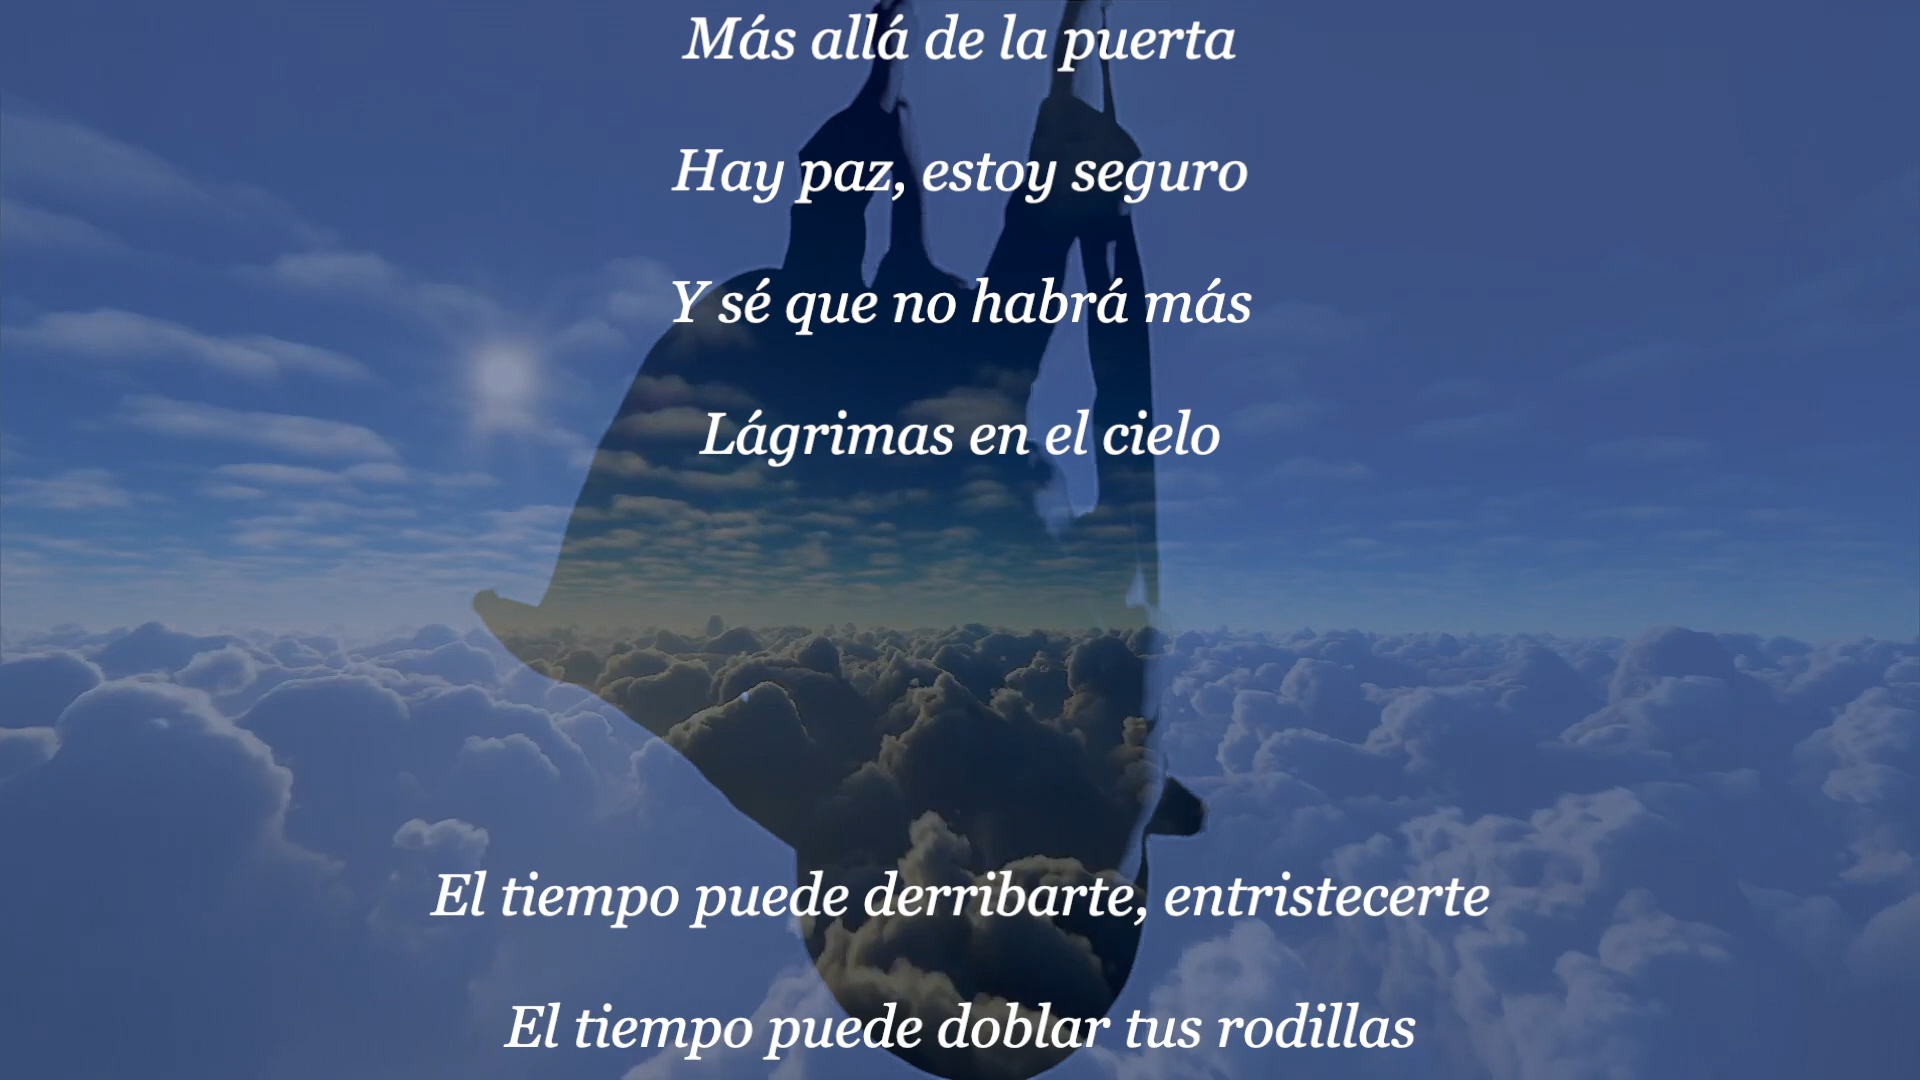 Más allá de la puerta
Hay paz, estoy seguro
Y sé que no habrá más
Lágrimas en el cielo
El tiempo puede derribarte, entristecerte
El tiempo puede doblar tus rodillas